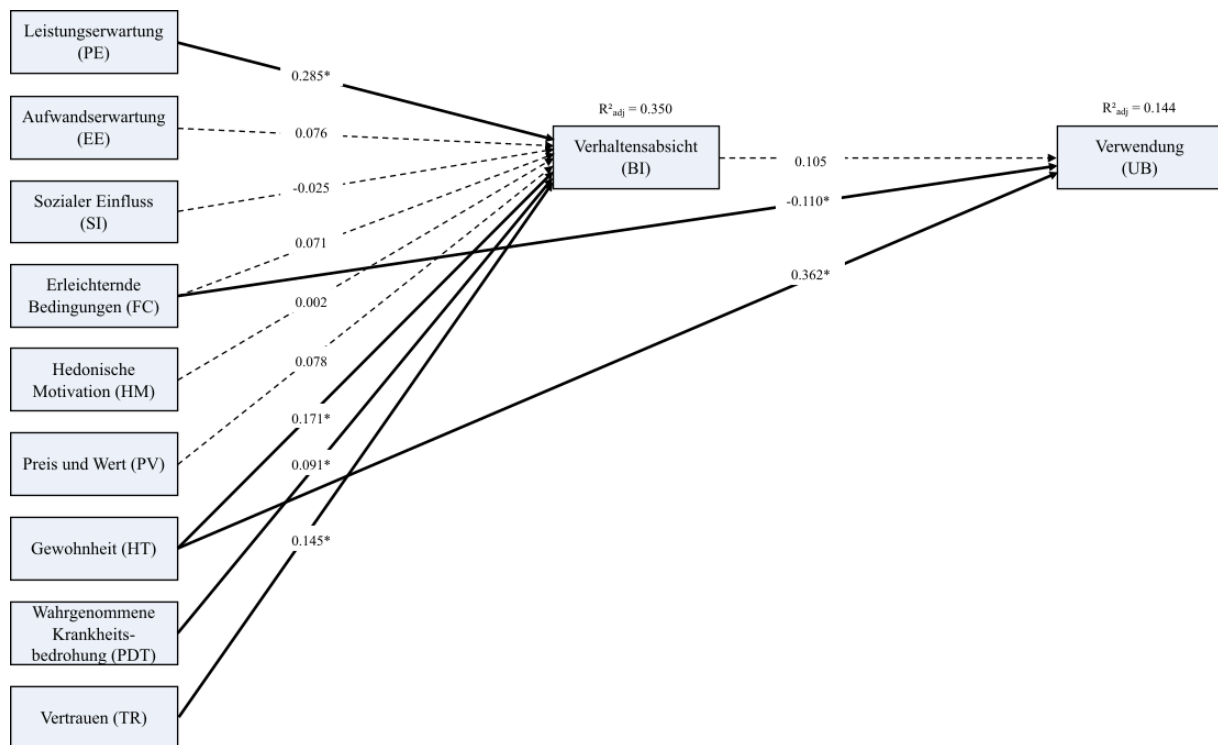 Leistungserwartung
(PE)
0.285*
Aufwandserwartung
(EE)
0.076
Sozialer Einfluss
(SI)
-0.025
Erleichternde
Bedingungen (FC)
0.071
Hedonische
Motivation (HM)
0.002
Preis und Wert (PV)
0.078
Gewohnheit (HT)
0.171*
Wahrgenommene
Krankheits-
bedrohung (PDT)
0.091*
Vertrauen (TR)
0.145*
R²adj = 0.350
Verhaltensabsicht
(BI)
0.105
-0.110*
0.362*
R²adj = 0.144
Verwendung
(UB)